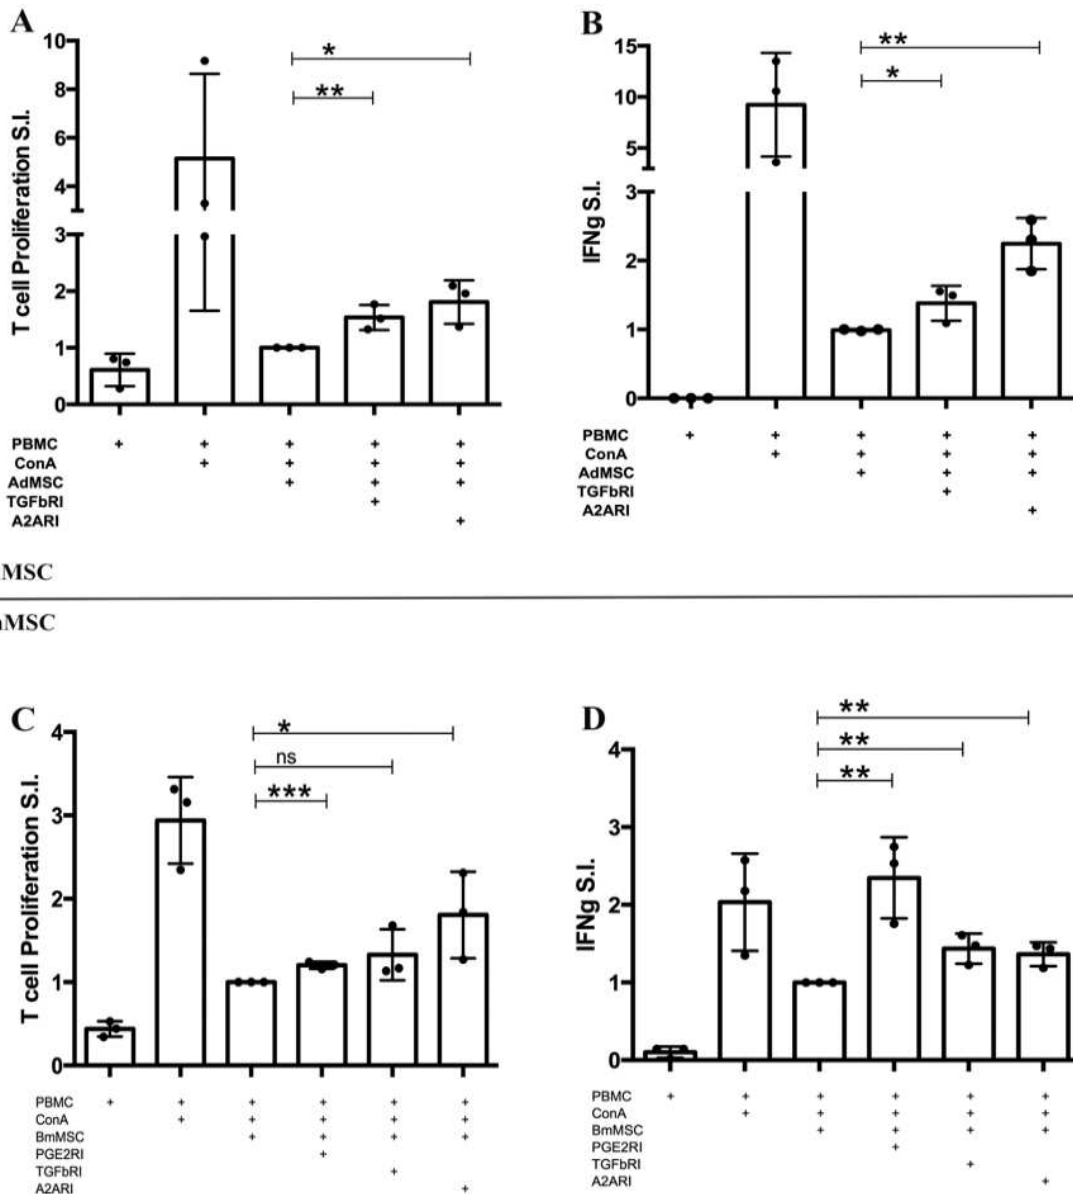 A
T cell Proliferation S.I.
10
8
6
4
3
2
1
0
*
**
PBMC + + + + +
ConA + + + +
AdMSC + + +
TGFbRI +
A2ARI +
B
IFNg S.I.
15
10
5
3
2
1
0
**
*
PBMC + + + + +
ConA + + + +
AdMSC + + +
TGFbRI +
A2ARI +
MSC
MSC
C
T cell Proliferation S.I.
4
3
2
1
0
*
ns
***
PBMC + + + + + +
ConA + + + + +
BmMSC + + + +
PGE2RI +
TGFbRI +
A2ARI +
D
IFNg S.I.
4
3
2
1
0
**
**
**
PBMC + + + + + +
ConA + + + + +
BmMSC + + + +
PGE2RI +
TGFbRI +
A2ARI +